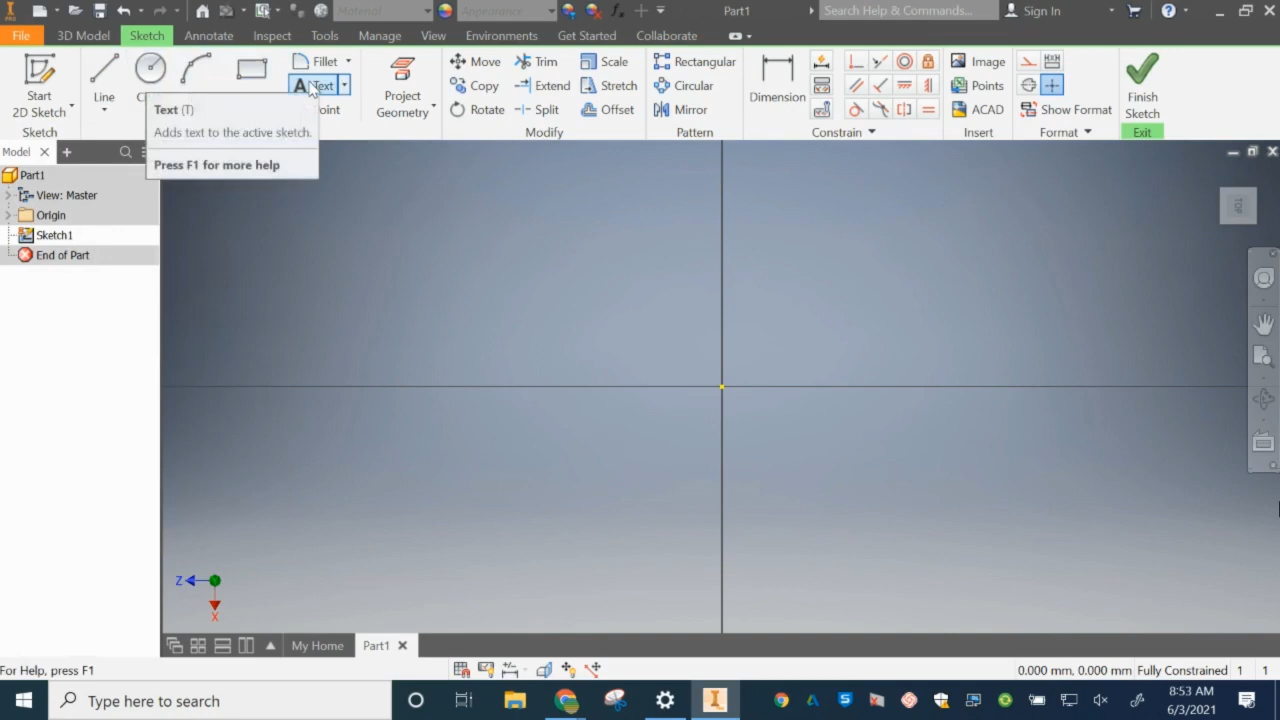 Material
Appearance
Part1
Search Help & Commands...
Sign In
File
3D Model
Sketch
Annotate
Inspect
Tools
Manage
View
Environments
Get Started
Collaborate
Start
2D Sketch
Sketch
Line
Fillet
Text
Project
Geometry
Move
Trim
Scale
Copy
Extend
Stretch
Rotate
Split
Offset
Modify
Rectangular
Circular
Mirror
Pattern
Dimension
Constrain
Image
Points
ACAD
Insert
Show Format
Format
Finish
Sketch
Exit
Text (T)
Adds text to the active sketch.
Press F1 for more help
Model
Part1
View: Master
Origin
Sketch1
End of Part
TOP
Z
X
My Home
Part1
For Help, press F1
0.000 mm, 0.000 mm Fully Constrained 1 1
Type here to search
8:53 AM
6/3/2021